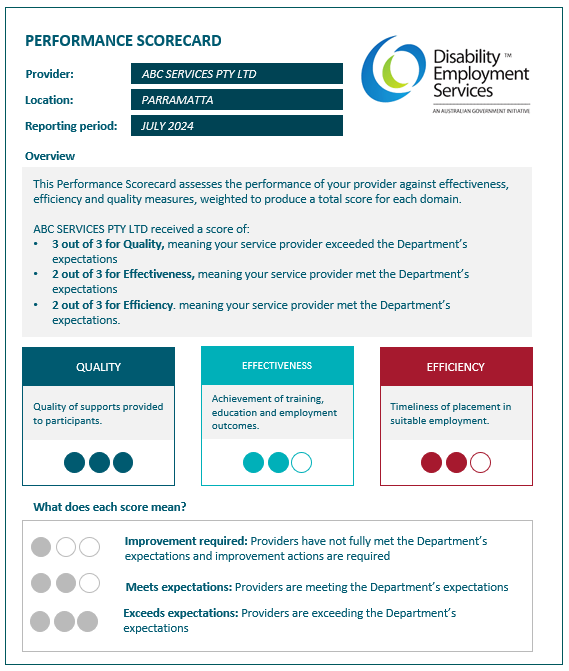 PERFORMANCE SCORECARD
Provider: ABC SERVICES PTY LTD
Location: PARRAMATTA
Reporting period: JULY 2024
Disability ™
Employment
Services
AN AUSTRALIAN GOVERNMENT INITIATIVE
Overview
This Performance Scorecard assesses the performance of your provider against effectiveness,
efficiency and quality measures, weighted to produce a total score for each domain.
ABC SERVICES PTY LTD received a score of:
• 3 out of 3 for Quality, meaning your service provider exceeded the Department's
expectations
• 2 out of 3 for Effectiveness, meaning your service provider met the Department's
expectations
• 2 out of 3 for Efficiency. meaning your service provider met the Department's
expectations.
QUALITY
Quality of supports provided
to participants.
EFFECTIVENESS
Achievement of training,
education and employment
outcomes.
EFFICIENCY
Timeliness of placement in
suitable employment.
What does each score mean?
Improvement required: Providers have not fully met the Department's
expectations and improvement actions are required
Meets expectations: Providers are meeting the Department's expectations
Exceeds expectations: Providers are exceeding the Department's
expectations